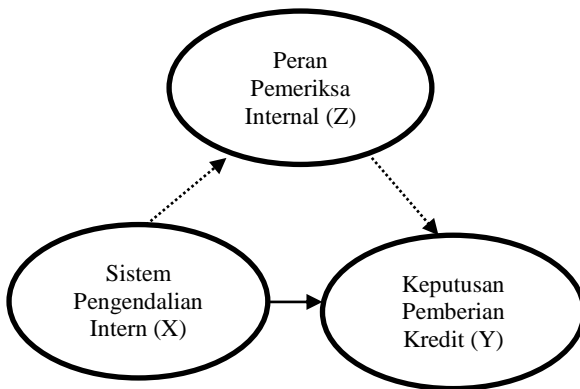 Peran
Pemeriksa
Internal (Z)
Sistem
Pengendalian
Intern (X)
Keputusan
Pemberian
Kredit (Y)